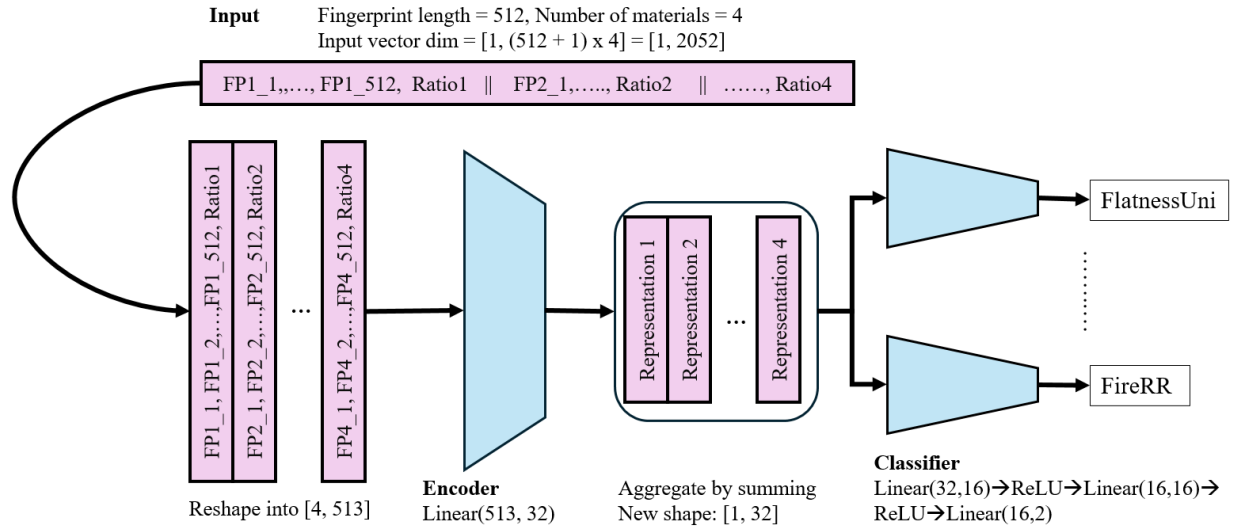 Input Fingerprint length = 512, Number of materials = 4
Input vector dim = [1, (512 + 1) x 4] = [1, 2052]
FP1_1,,…, FP1_512, Ratio1 || FP2_1,….., Ratio2 || ……, Ratio4
FP1_1, FP1_2,…,FP1_512, Ratio1
FP2_1, FP2_2,…,FP2_512, Ratio2
...
FP4_1, FP4_2,…,FP4_512, Ratio4
Reshape into [4, 513]
Encoder
Linear(513, 32)
Representation 1
Representation 2
...
Representation 4
Aggregate by summing
New shape: [1, 32]
FlatnessUni
FireRR
Classifier
Linear(32,16)→ReLU→Linear(16,16)→
ReLU→Linear(16,2)